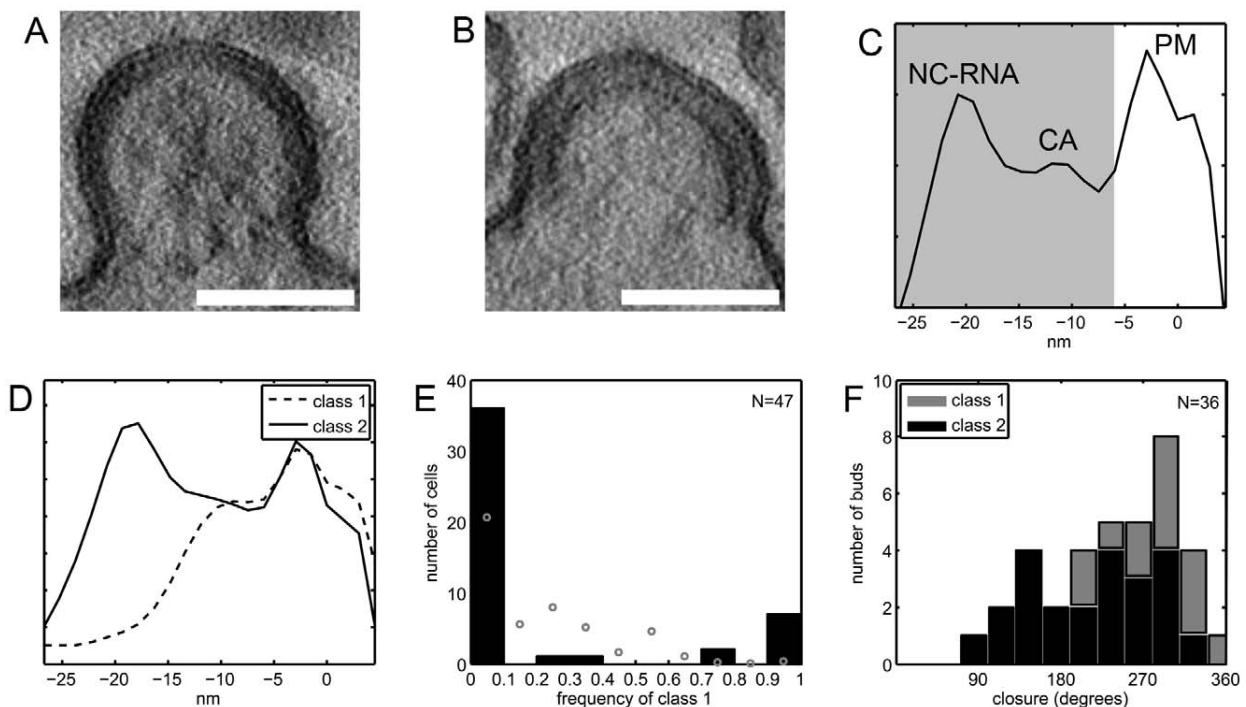 A
B
C
NC-RNA
CA
PM
−25 −20 −15 −10 −5 0
nm
D
class 1
class 2
−25 −20 −15 −10 −5 0
nm
E
N=47
number of cells
40
30
20
10
0
0 0.1 0.2 0.3 0.4 0.5 0.6 0.7 0.8 0.9 1
frequency of class 1
F
class 1
class 2
N=36
number of buds
10
8
6
4
2
0
90 180 270 360
closure (degrees)